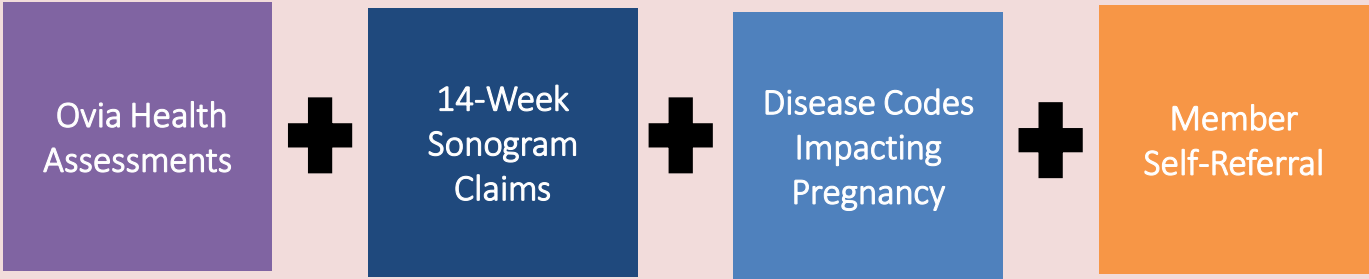 Ovia Health
Assessments
14-Week
Sonogram
Claims
Disease Codes
Impacting
Pregnancy
Member
Self-Referral